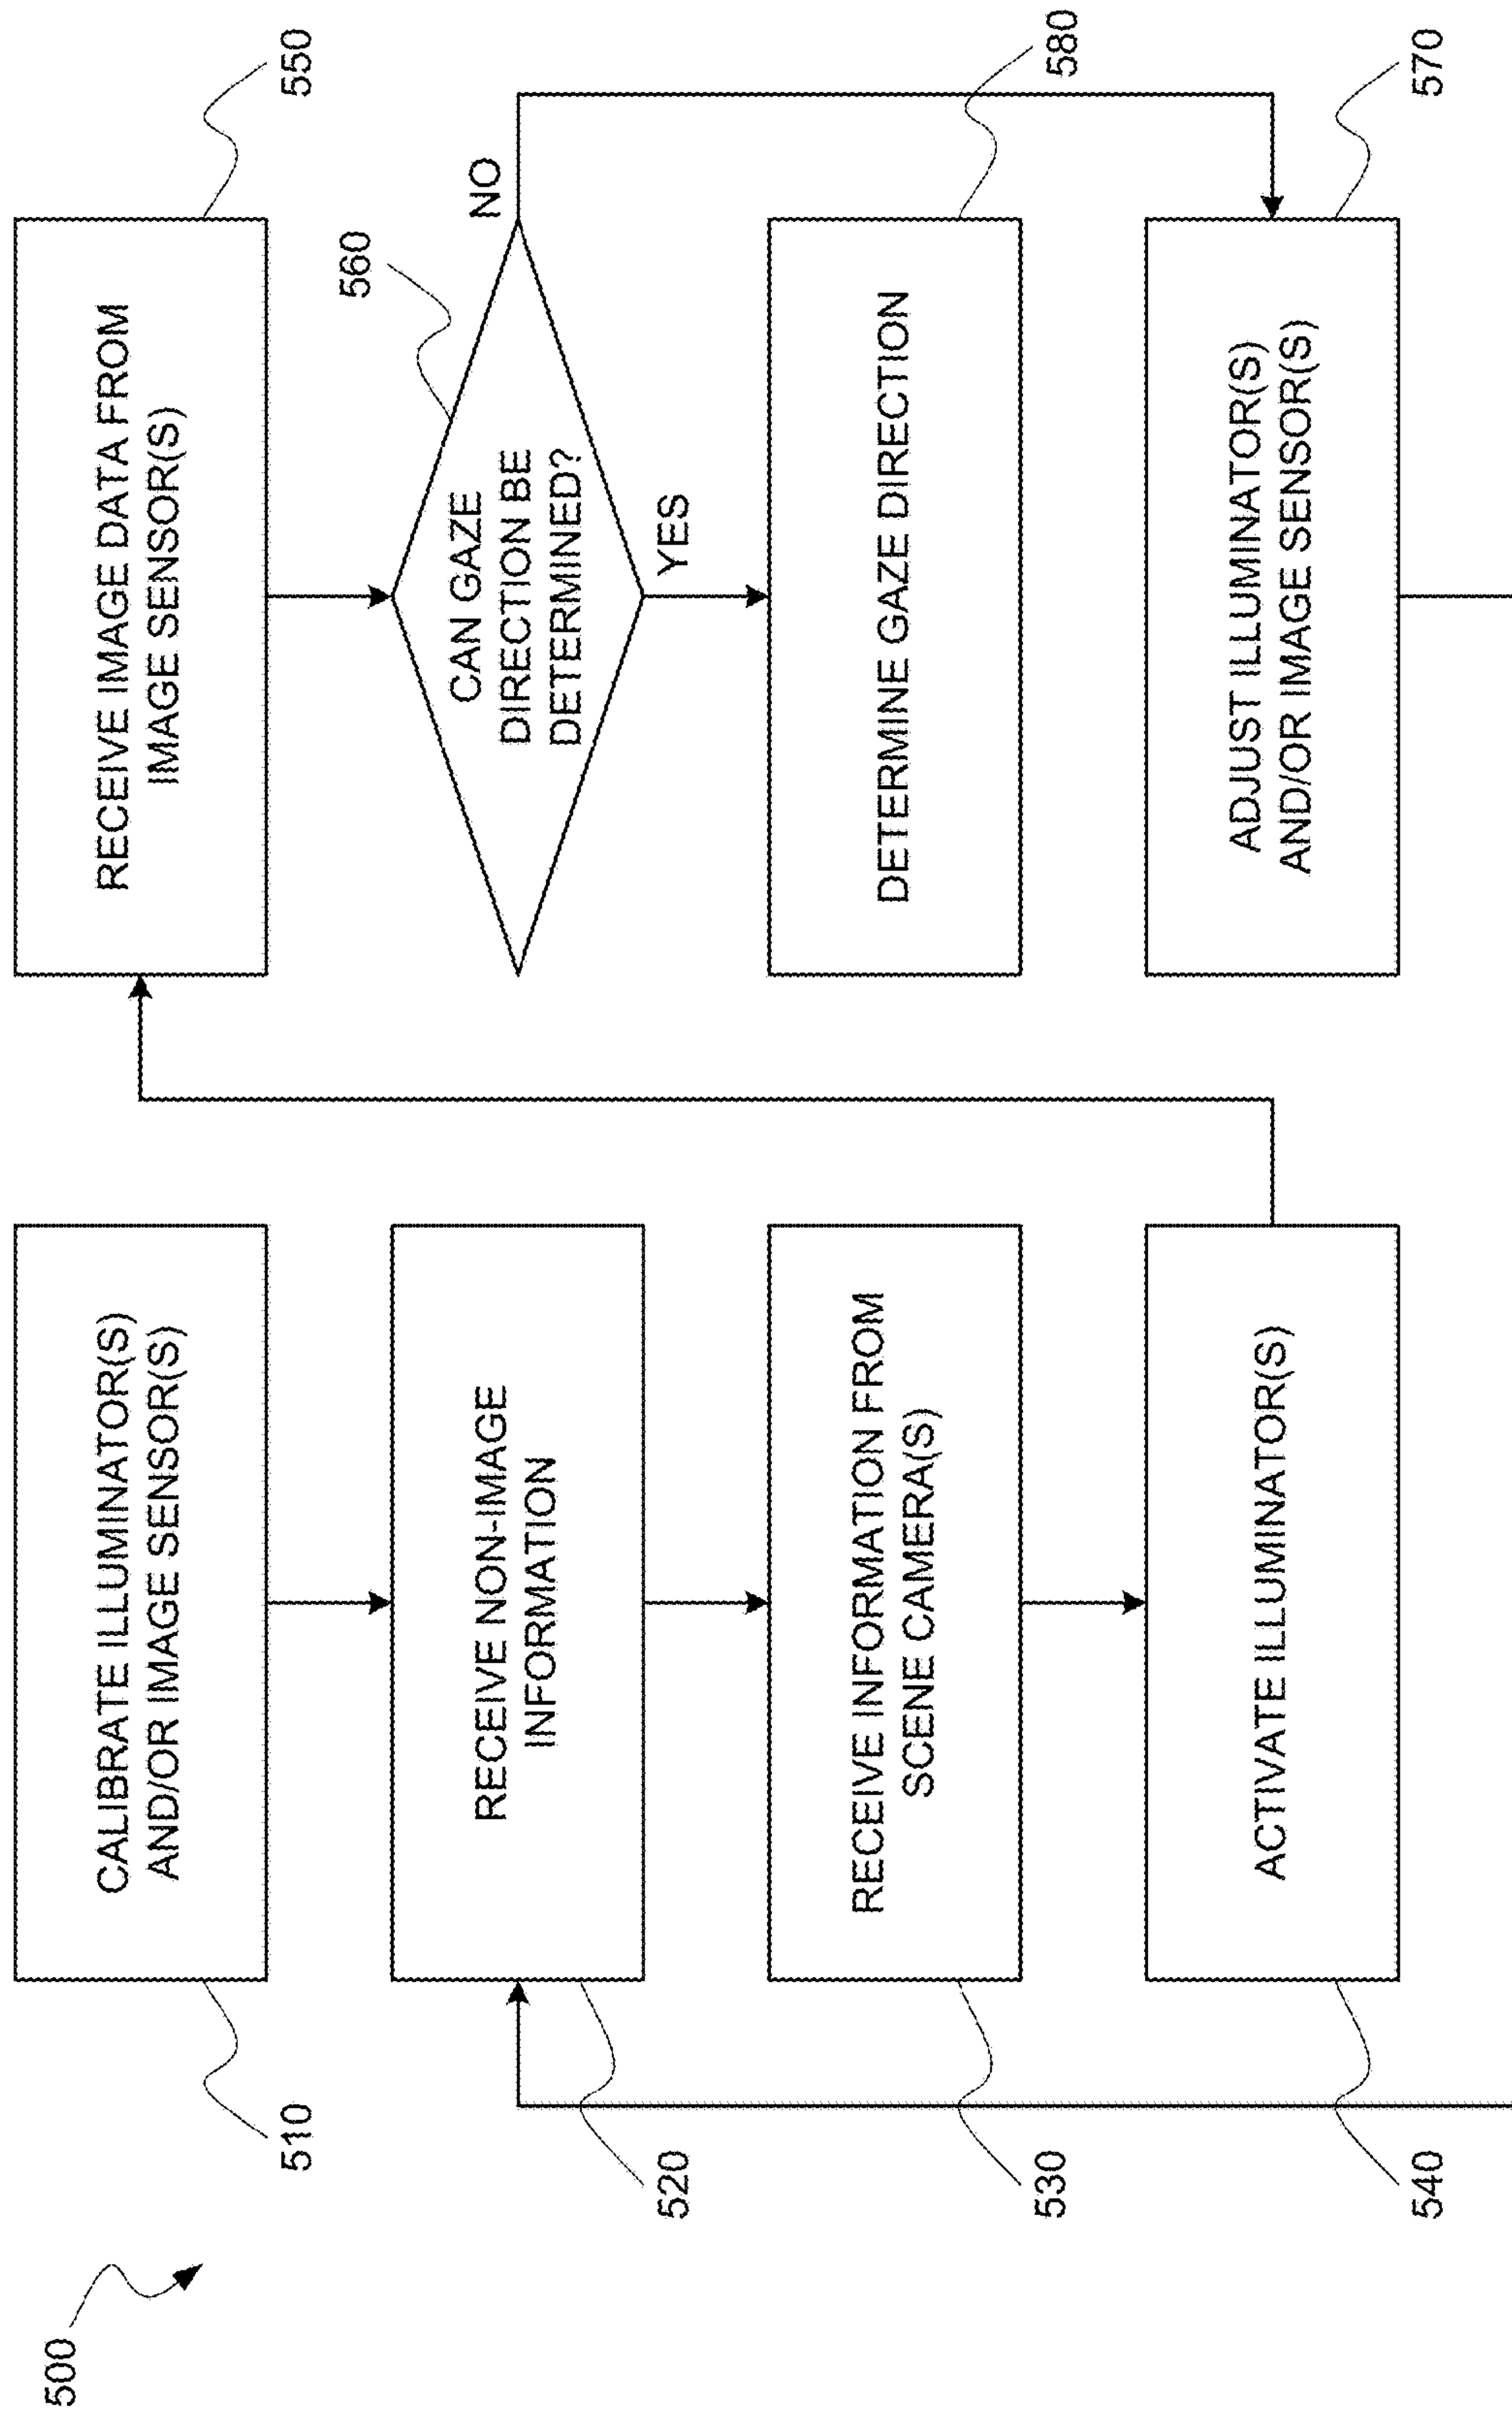 500
CALIBRATE ILLUMINATOR(S)
AND/OR IMAGE SENSOR(S)
510
RECEIVE NON-IMAGE
INFORMATION
520
RECEIVE INFORMATION FROM
SCENE CAMERA(S)
530
ACTIVATE ILLUMINATOR(S)
540
RECEIVE IMAGE DATA FROM
IMAGE SENSOR(S)
550
CAN GAZE
DIRECTION BE
DETERMINED?
560
NO
YES
DETERMINE GAZE DIRECTION
580
ADJUST ILLUMINATOR(S)
AND/OR IMAGE SENSOR(S)
570